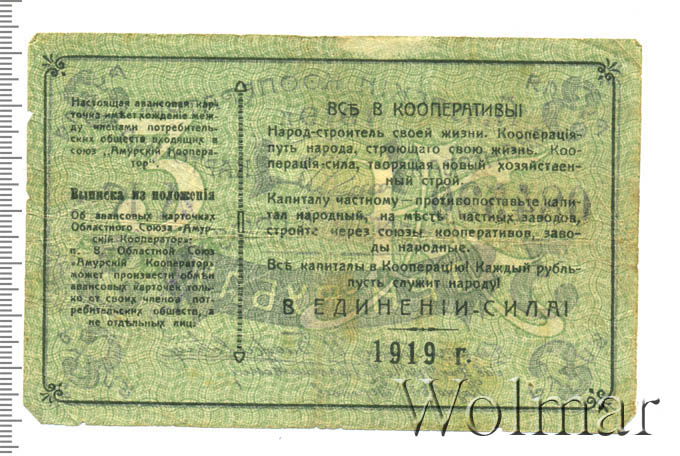 Настоящая авансовая кар-
точка имѣет хождение меж-
ду членами потребитель-
ских обществ входящих в
союз „Амурскій Коопера-
тор".
Выписка из положенія
Об авансовых карточках
Областного Союза «Амур-
скій Кооператор»:
п. 8. Областной Союз
«Амурскій Кооператор»
может произвести обмѣн
авансовых карточек толь-
ко от своих членов пот-
ребительских обществ, а
не отдѣльных лиц.
ВСѢ В КООПЕРАТИВЫ!
Народ-строитель своей жизни. Кооперація-
путь народа, строющаго свою жизнь. Коо-
перація-сила, творящая новый хозяйствен-
ный строй.
Капиталу частному — противопоставьте капи-
тал народный, на мѣстѣ частных заводов,
стройте через союзы кооперативов, заво-
ды народные.
Всѣ капиталы в Кооперацію! Каждый рубль-
пусть служит народу!
В ЕДИНЕНІИ-СИЛА!
1919 г.
Wolmar